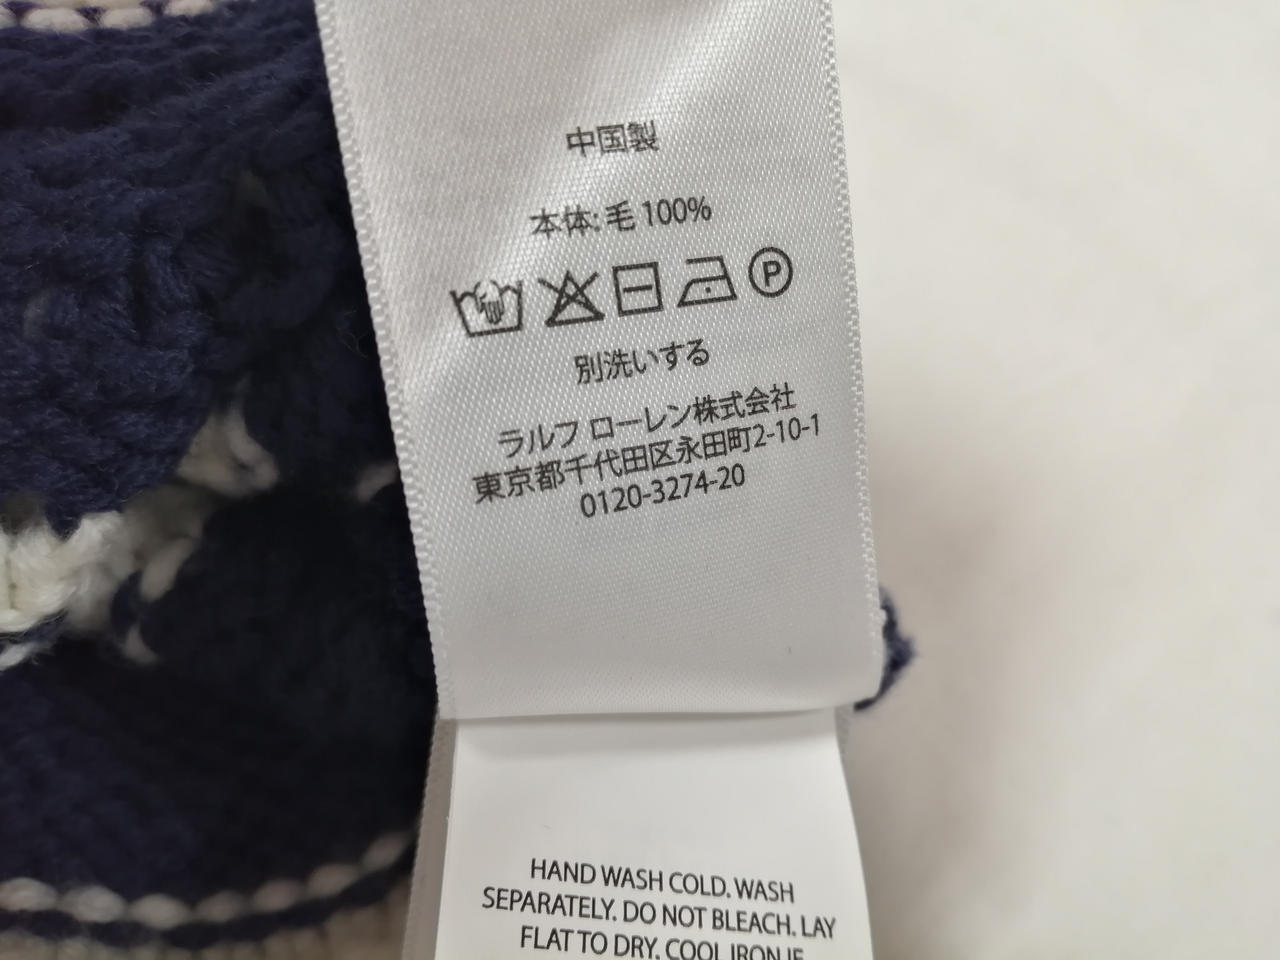 中国製
本体: 毛 100%
P
別洗いする
ラルフ ローレン株式会社
東京都千代田区永田町2-10-1
0120-3274-20
HAND WASH COLD. WASH
SEPARATELY. DO NOT BLEACH. LAY
FLAT TO DRY. COOL IRON IF